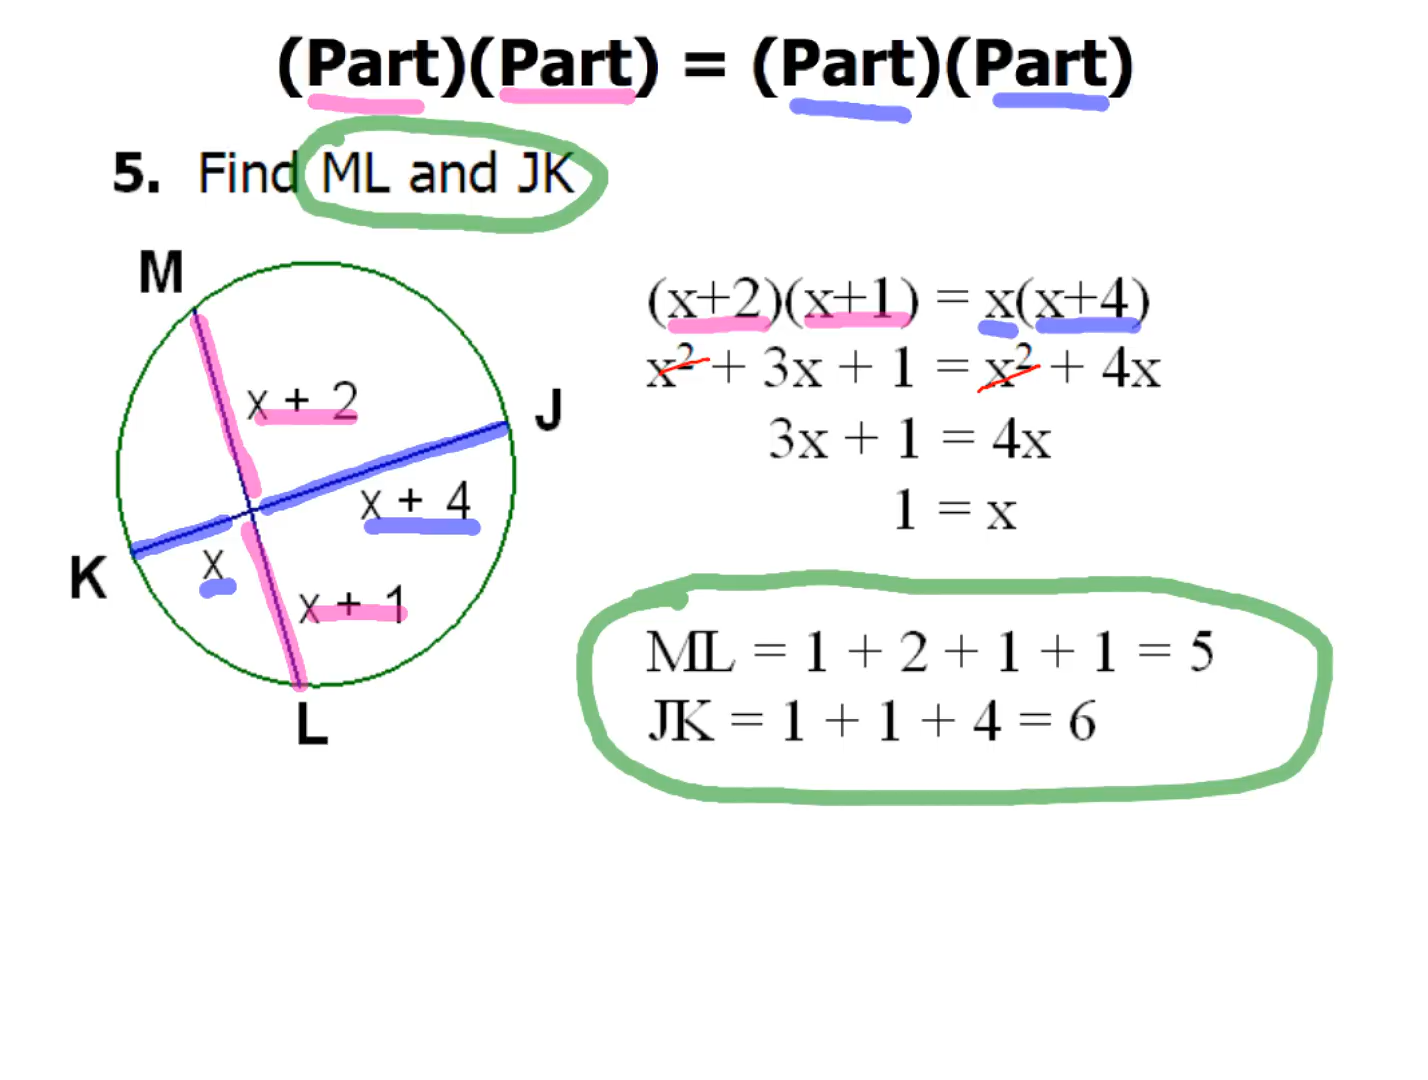 (Part)(Part) = (Part)(Part)
5. Find ML and JK
M
x + 2
J
x + 4
K
x
x + 1
L
(x+2)(x+1) = x(x+4)
x² + 3x + 1 = x² + 4x
3x + 1 = 4x
1 = x
ML = 1 + 2 + 1 + 1 = 5
JK = 1 + 1 + 4 = 6